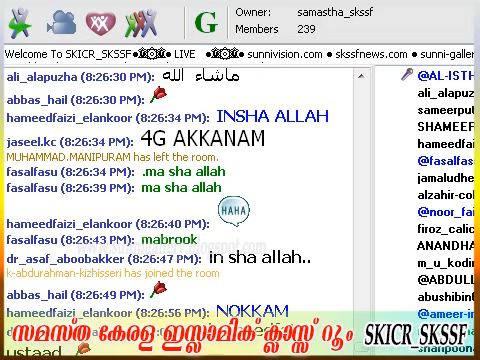 Owner: samastha_skssf
G
Members 239
Welcome To SKICR_SKSSF●۞۞● LIVE ●۞۞● sunnivision.com ● skssfnews.com ● sunni-galler
ali_alapuzha (8:26:30 PM): ماشاء الله
abbas_hail (8:26:30 PM):
hameedfaizi_elankoor (8:26:34 PM): INSHA ALLAH
jaseel.kc (8:26:34 PM): 4G AKKANAM
MUHAMMAD.MANIPURAM has left the room.
fasalfasu (8:26:34 PM): .ma sha allah
fasalfasu (8:26:39 PM): ma sha allah
HAHA
hameedfaizi_elankoor (8:26:40 PM):
fasalfasu (8:26:43 PM): mabrook
dr_asaf_aboobakker (8:26:47 PM): in sha allah..
k-abdurahman-kizhisseri has joined the room
abbas_hail (8:26:49 PM):
hameedfaizi_elankoor (8:26:56 PM): NOKKAM
ustaad
@AL-ISTH
ali_alapuz
sameerput
SHAMEEF
hameedfai
@fasalfas
jamaludhe
alzahir-col
@noor_fai
firoz_calic
ANANDHA
m_u_kodin
@ABDULL
abushibint
@ameer-ir
സമസ്ത കേരള ഇസ്ലാമിക് ക്ലാസ്സ് റൂം SKICR_SKSSF